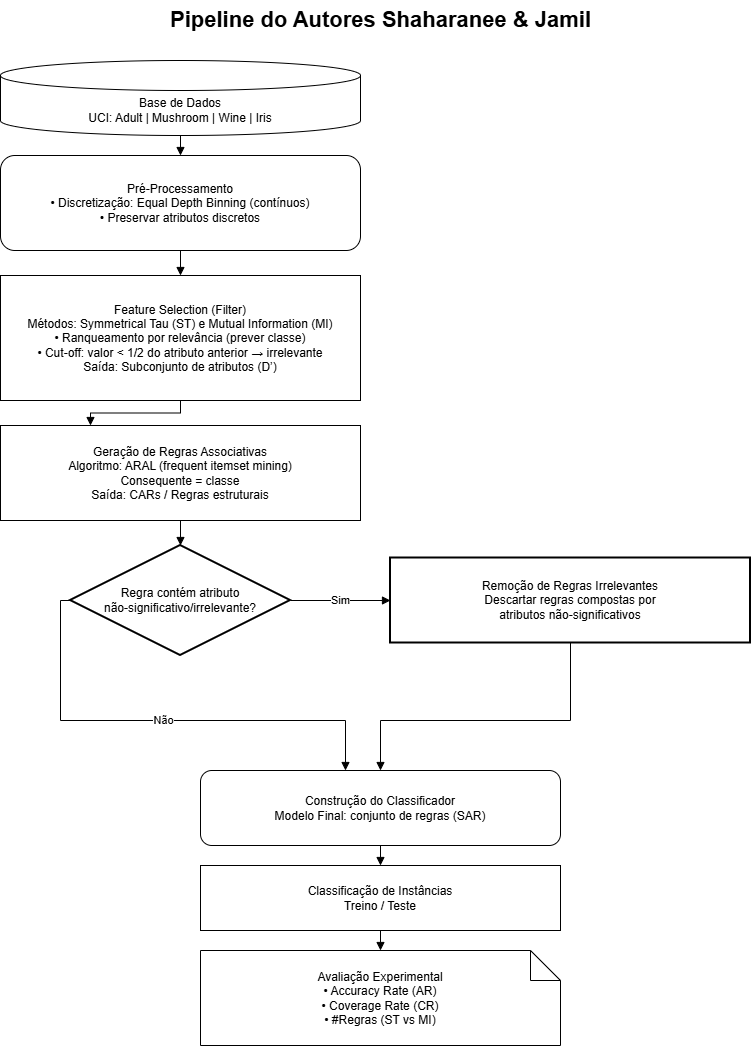 Pipeline do Autores Shaharanee & Jamil
Base de Dados
UCI: Adult | Mushroom | Wine | Iris
Pré-Processamento
• Discretização: Equal Depth Binning (contínuos)
• Preservar atributos discretos
Feature Selection (Filter)
Métodos: Symmetrical Tau (ST) e Mutual Information (MI)
• Ranqueamento por relevância (prever classe)
• Cut-off: valor < 1/2 do atributo anterior → irrelevante
Saída: Subconjunto de atributos (D')
Geração de Regras Associativas
Algoritmo: ARAL (frequent itemset mining)
Consequente = classe
Saída: CARs / Regras estruturais
Regra contém atributo
não-significativo/irrelevante?
Sim
Remoção de Regras Irrelevantes
Descartar regras compostas por
atributos não-significativos
Não
Construção do Classificador
Modelo Final: conjunto de regras (SAR)
Classificação de Instâncias
Treino / Teste
Avaliação Experimental
• Accuracy Rate (AR)
• Coverage Rate (CR)
• #Regras (ST vs MI)